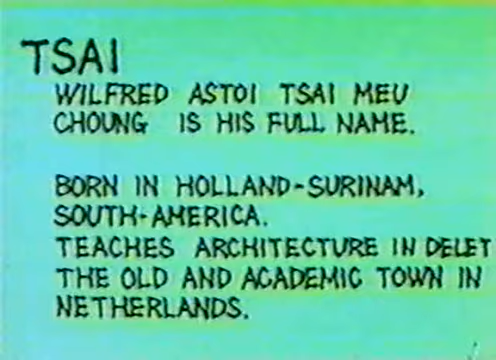 TSAI
WILFRED ASTOI TSAI MEU
CHOUNG IS HIS FULL NAME.
BORN IN HOLLAND-SURINAM,
SOUTH-AMERICA.
TEACHES ARCHITECTURE IN DELFT
THE OLD AND ACADEMIC TOWN IN
NETHERLANDS.